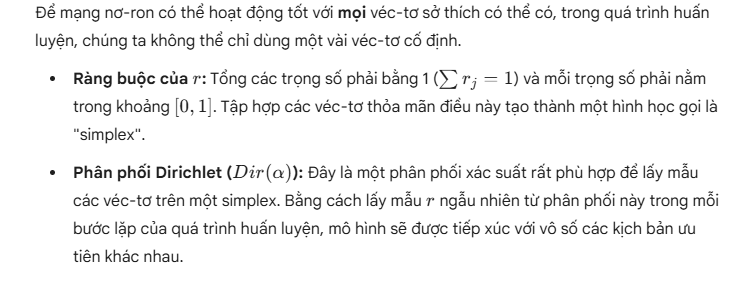 Để mạng nơ-ron có thể hoạt động tốt với mọi véc-tơ sở thích có thể có, trong quá trình huấn
luyện, chúng ta không thể chỉ dùng một vài véc-tơ cố định.
• Ràng buộc của r: Tổng các trọng số phải bằng 1 (∑ r_j = 1) và mỗi trọng số phải nằm
trong khoảng [0, 1]. Tập hợp các véc-tơ thỏa mãn điều này tạo thành một hình học gọi là
"simplex".
• Phân phối Dirichlet (Dir(α)): Đây là một phân phối xác suất rất phù hợp để lấy mẫu
các véc-tơ trên một simplex. Bằng cách lấy mẫu r ngẫu nhiên từ phân phối này trong mỗi
bước lặp của quá trình huấn luyện, mô hình sẽ được tiếp xúc với vô số các kịch bản ưu
tiên khác nhau.